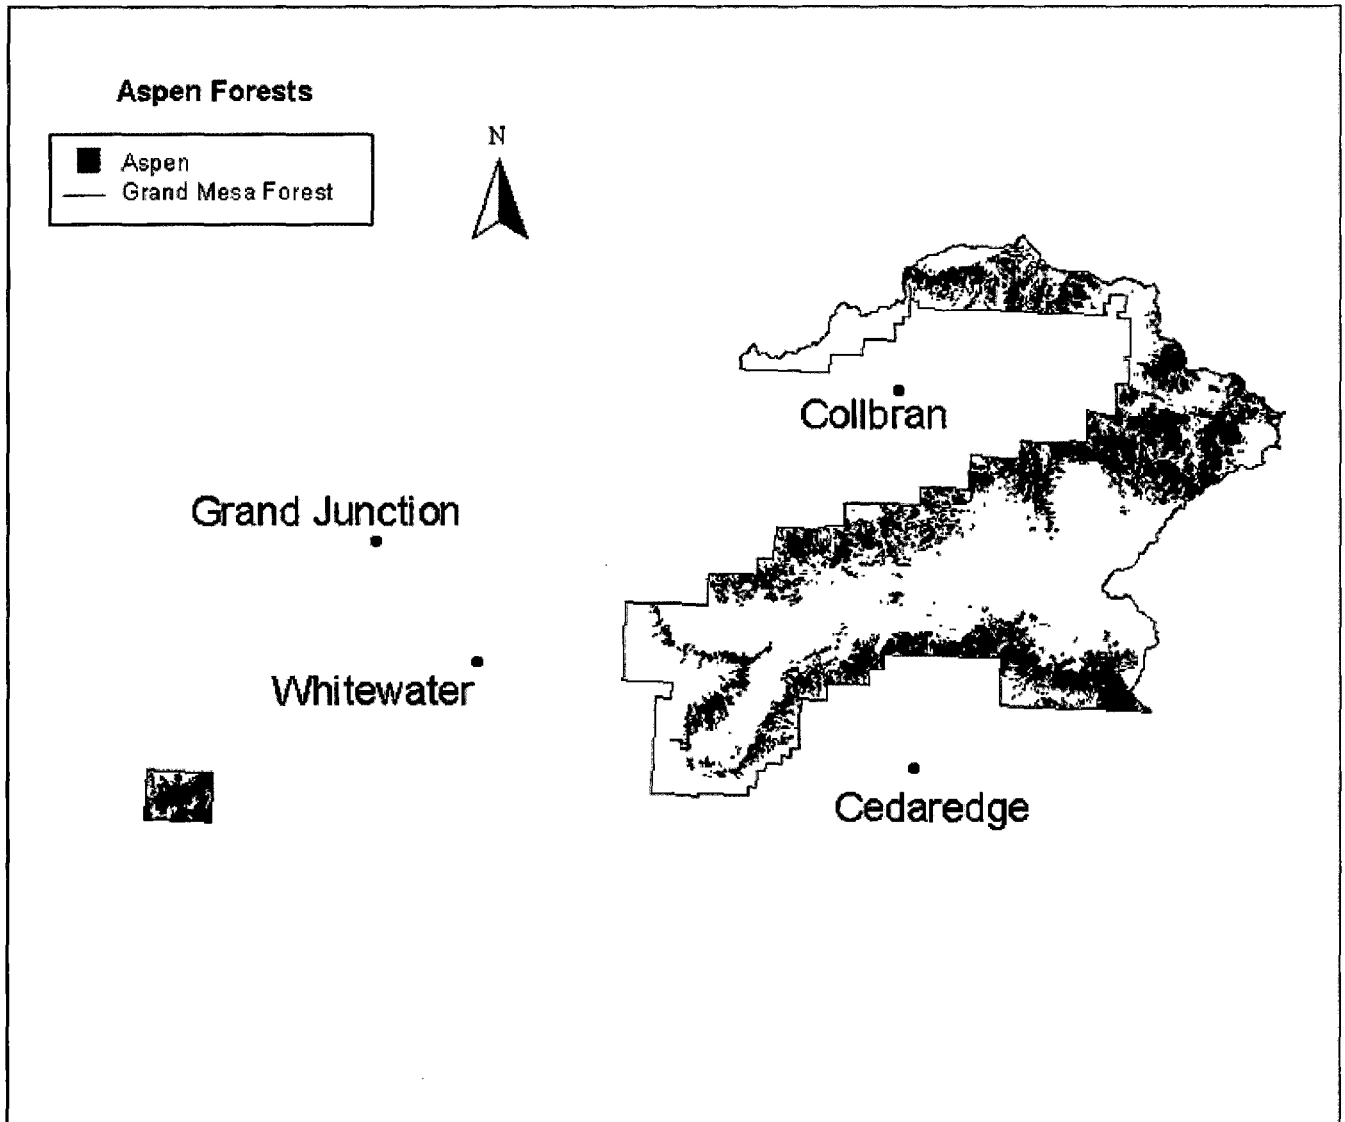 Aspen Forests
Aspen
Grand Mesa Forest
N
Collbran
Grand Junction
Whitewater
Cedaredge